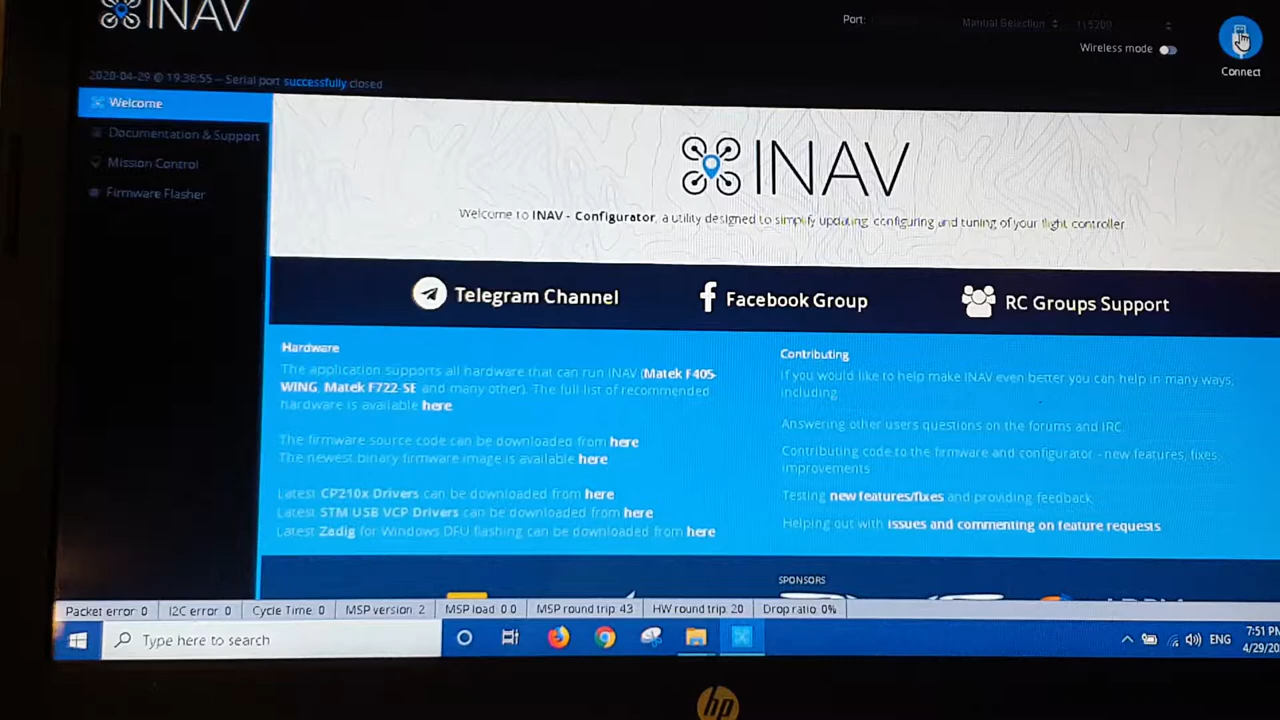 INAV
Port:
Manual Selection
115200
Wireless mode
Connect
2020-04-29 @ 19:38:55 -- Serial port successfully closed
Welcome
Documentation & Support
Mission Control
Firmware Flasher
INAV
Welcome to INAV - Configurator, a utility designed to simplify updating, configuring and tuning of your flight controller
Telegram Channel
Facebook Group
RC Groups Support
Hardware
The application supports all hardware that can run INAV (Matek F405-
WING, Matek F722-SE and many other). The full list of recommended
hardware is available here.
The firmware source code can be downloaded from here
The newest binary firmware image is available here
Latest CP210x Drivers can be downloaded from here
Latest STM USB VCP Drivers can be downloaded from here
Latest Zadig for Windows DFU flashing can be downloaded from here
Contributing
If you would like to help make INAV even better you can help in many ways,
including
Answering other users questions on the forums and IRC.
Contributing code to the firmware and configurator - new features, fixes,
improvements
Testing new features/fixes and providing feedback.
Helping out with issues and commenting on feature requests
SPONSORS
Packet error: 0
I2C error: 0
Cycle Time: 0
MSP version: 2
MSP load: 0.0
MSP round trip: 43
HW round trip: 20
Drop ratio: 0%
Type here to search
ENG
7:51 PM
4/29/20
hp